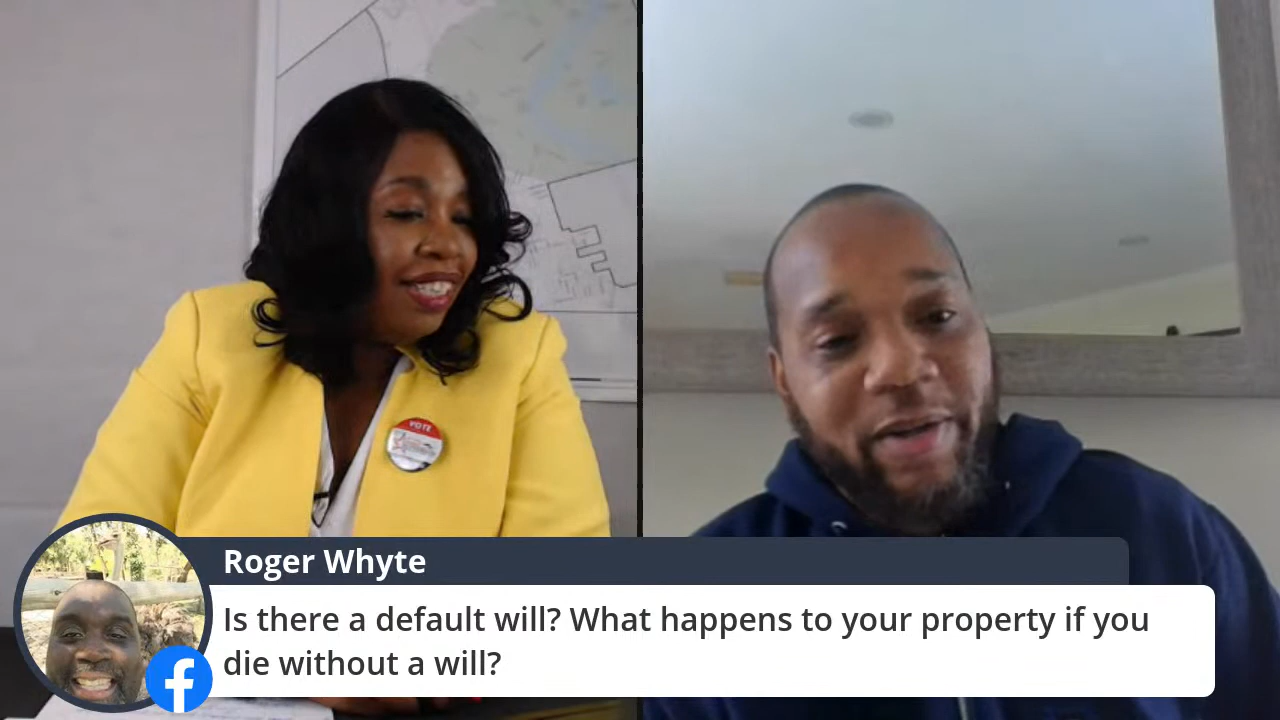 VOTE
Roger Whyte
Is there a default will? What happens to your property if you
die without a will?